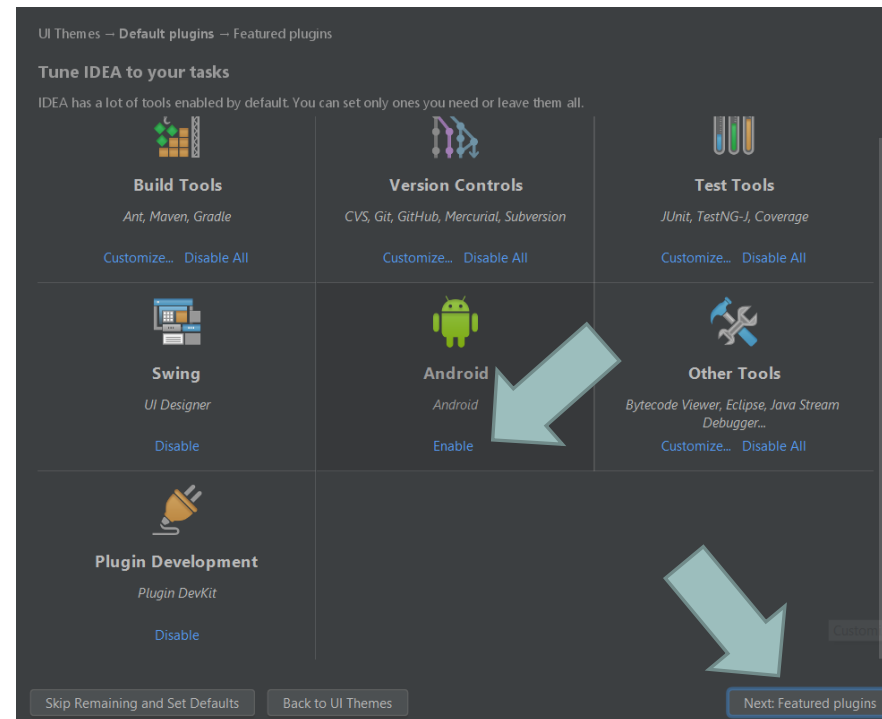 UI Themes → Default plugins → Featured plugins
Tune IDEA to your tasks
IDEA has a lot of tools enabled by default. You can set only ones you need or leave them all.
Build Tools
Ant, Maven, Gradle
Customize... Disable All
Version Controls
CVS, Git, GitHub, Mercurial, Subversion
Customize... Disable All
Test Tools
JUnit, TestNG-J, Coverage
Customize... Disable All
Swing
UI Designer
Disable
Android
Android
Enable
Other Tools
Bytecode Viewer, Eclipse, Java Stream
Debugger...
Customize... Disable All
Plugin Development
Plugin DevKit
Disable
Custom
Skip Remaining and Set Defaults
Back to UI Themes
Next: Featured plugins